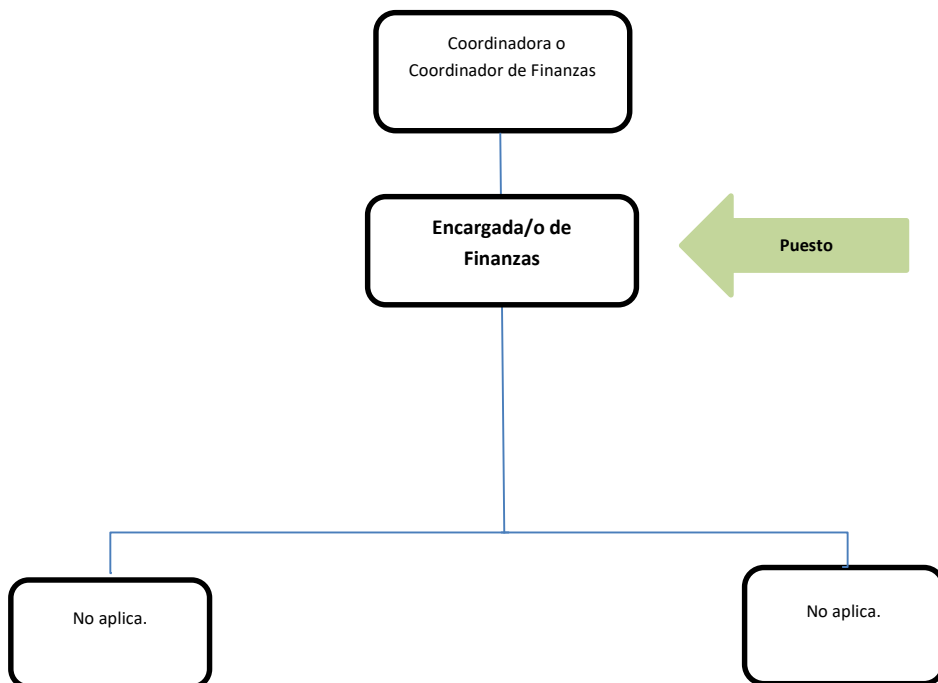 Coordinadora o
Coordinador de Finanzas
Encargada/o de
Finanzas
Puesto
No aplica.
No aplica.